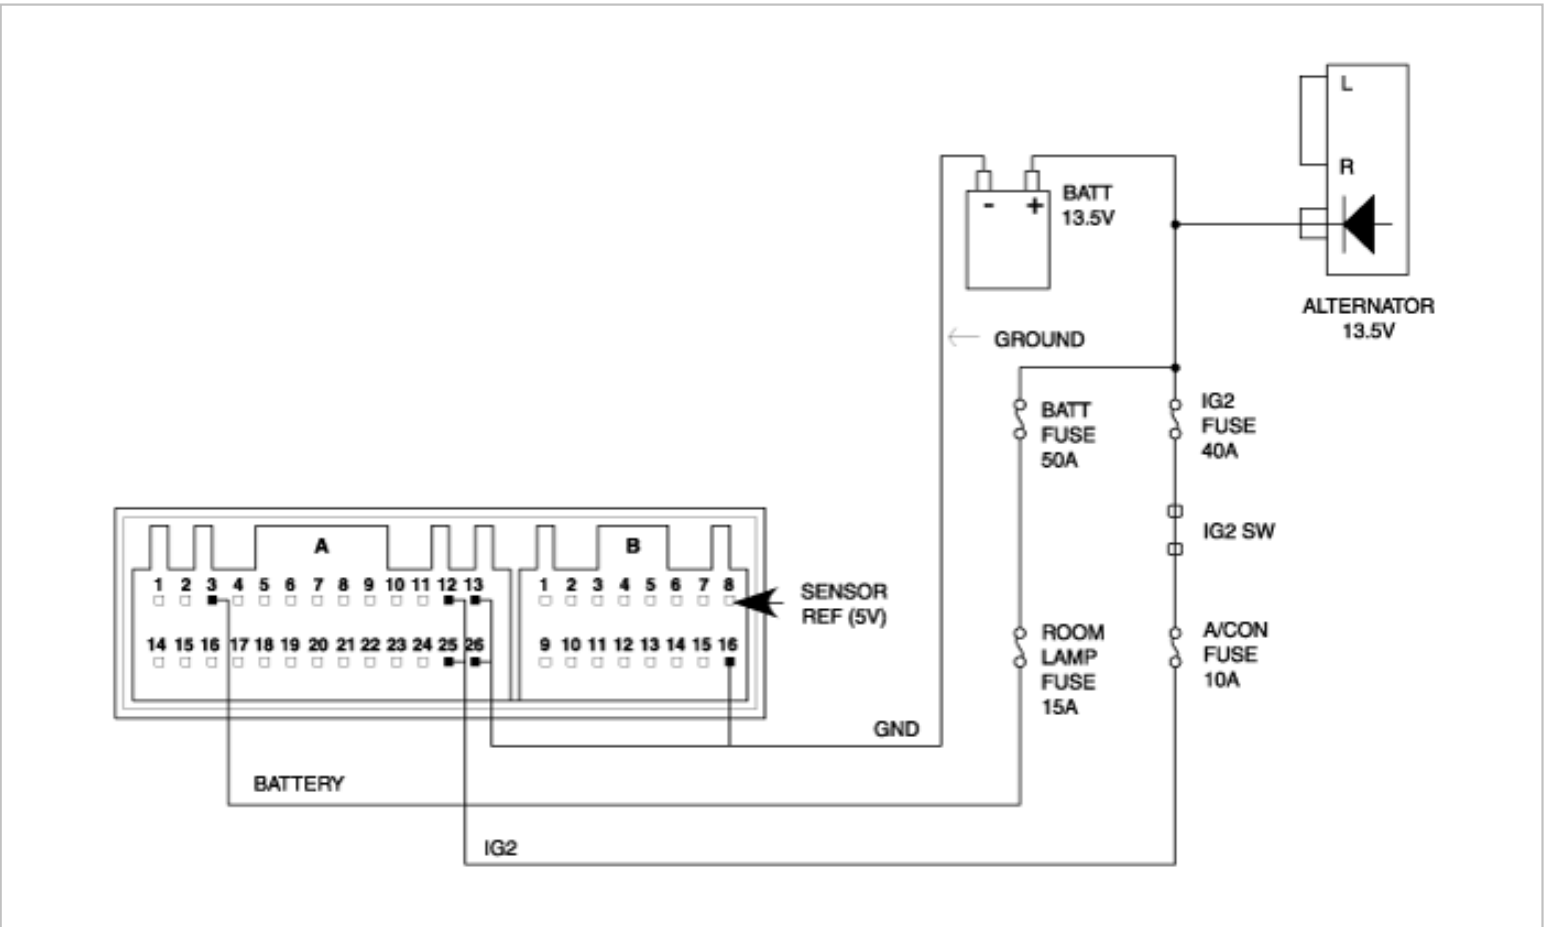 L
R
- +
BATT
13.5V
ALTERNATOR
13.5V
GROUND
BATT
FUSE
50A
IG2
FUSE
40A
IG2 SW
A B
1 2 3 4 5 6 7 8 9 10 11 12 13 1 2 3 4 5 6 7 8
SENSOR
REF (5V)
14 15 16 17 18 19 20 21 22 23 24 25 26 9 10 11 12 13 14 15 16
ROOM
LAMP
FUSE
15A
A/CON
FUSE
10A
GND
BATTERY
IG2